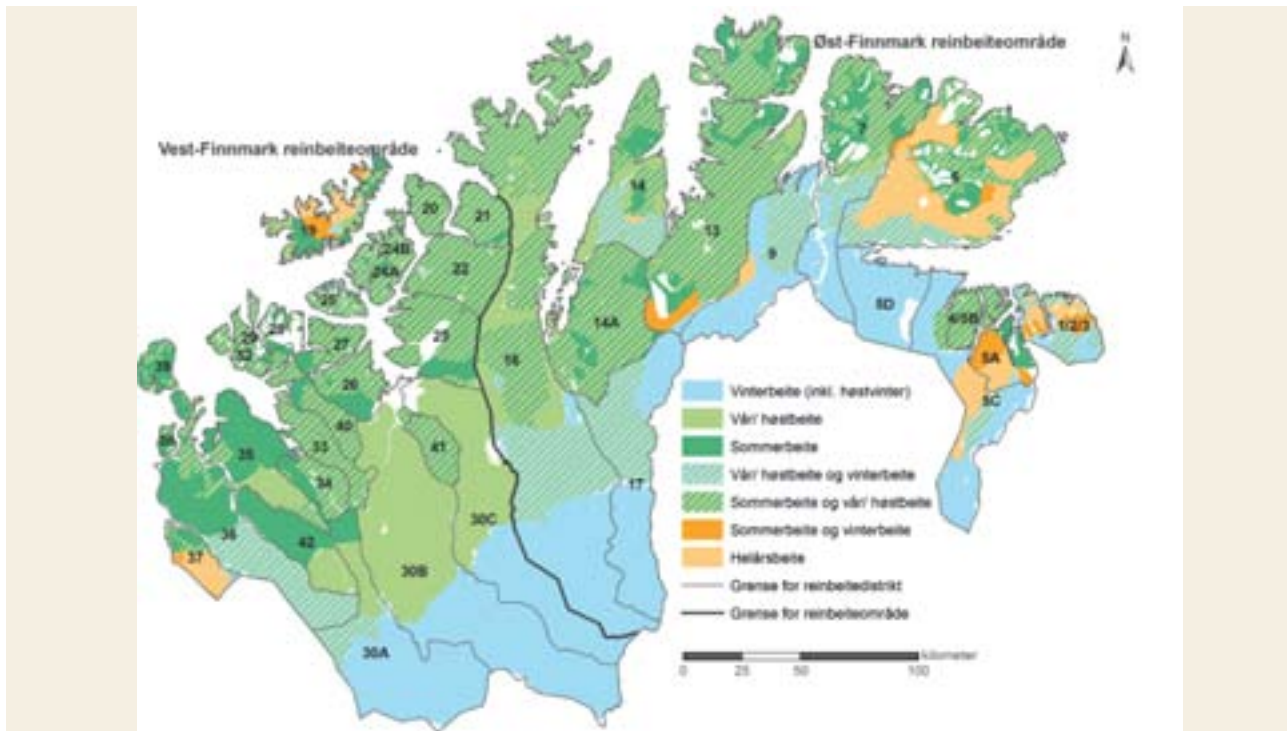 Øst-Finnmark reinbeiteområde
N
Vest-Finnmark reinbeiteområde
7
6
14
20
21
19
13
24B
24A
22
9
25
5D
14A
4/5B
1/2/3
29
27
23
32
16
5A
26
5C
40
41
33
35
34
17
36
30C
42
37
30B
30A
Vinterbeite (inkl. høstvinter)
Vår/ høstbeite
Sommerbeite
Vår/ høstbeite og vinterbeite
Sommerbeite og vår/ høstbeite
Sommerbeite og vinterbeite
Helårsbeite
Grense for reinbeitedistrikt
Grense for reinbeiteområde
kilometer
0 25 50 100